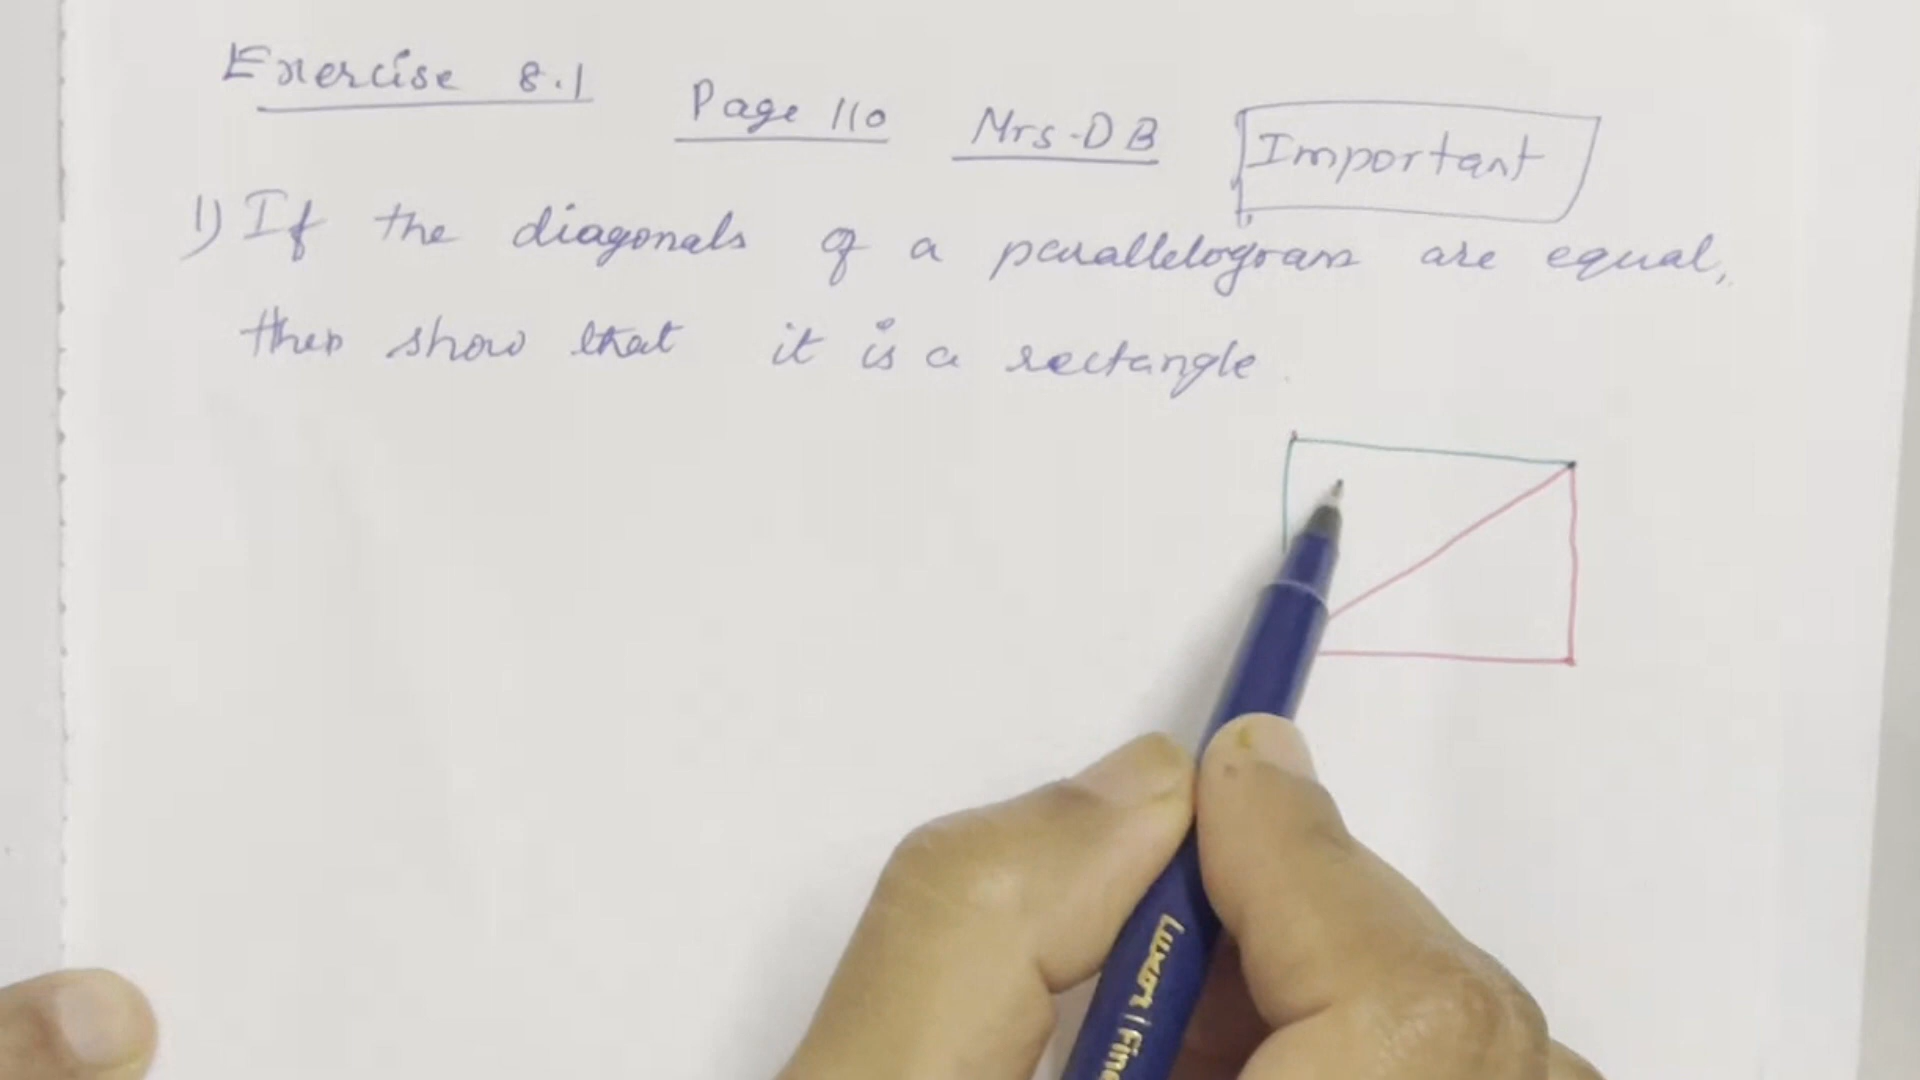 Exercise 8.1 Page 110 Mrs-DB Important
1) If the diagonals of a parallelogram are equal,
then show that it is a rectangle.
Luxor | Fine